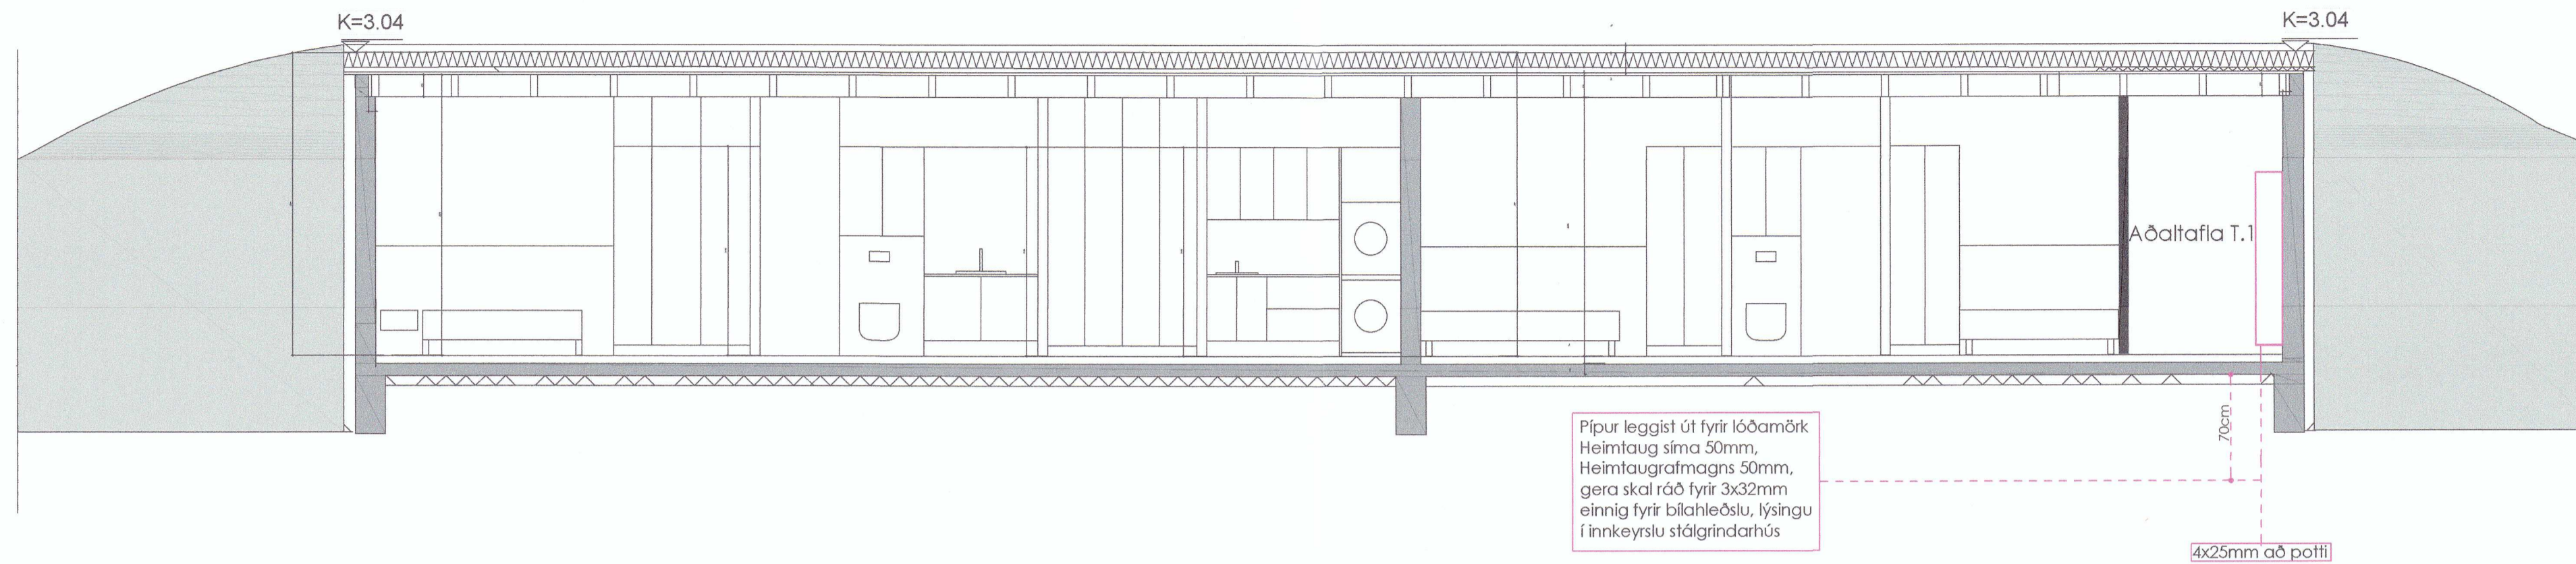 K=3.04
K=3.04
Aðaltafla T.1
Pípur leggist út fyrir lóðamörk
Heimtaug síma 50mm,
Heimtaugrafmagns 50mm,
gera skal ráð fyrir 3x32mm
einnig fyrir bílahleðslu, lýsingu
í innkeyrslu stálgrindarhús
70cm
4x25mm að potti